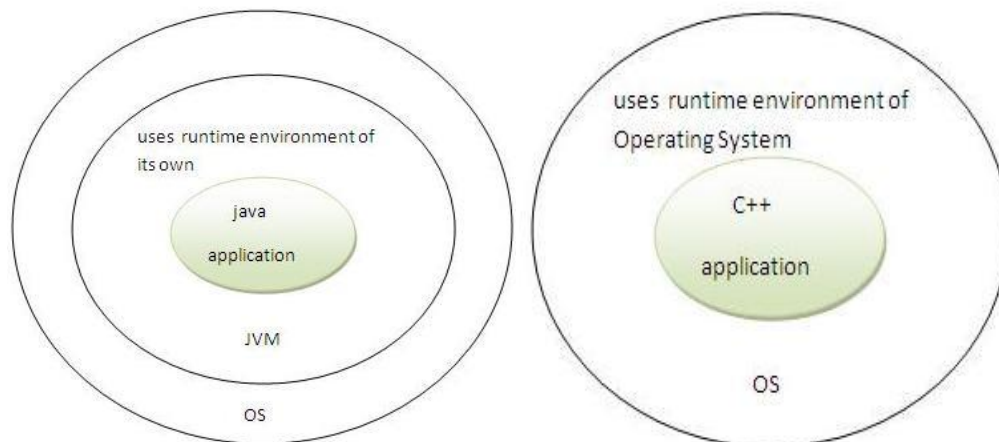 uses runtime environment of
its own
java
application
JVM
OS
uses runtime environment of
Operating System
C++
application
OS